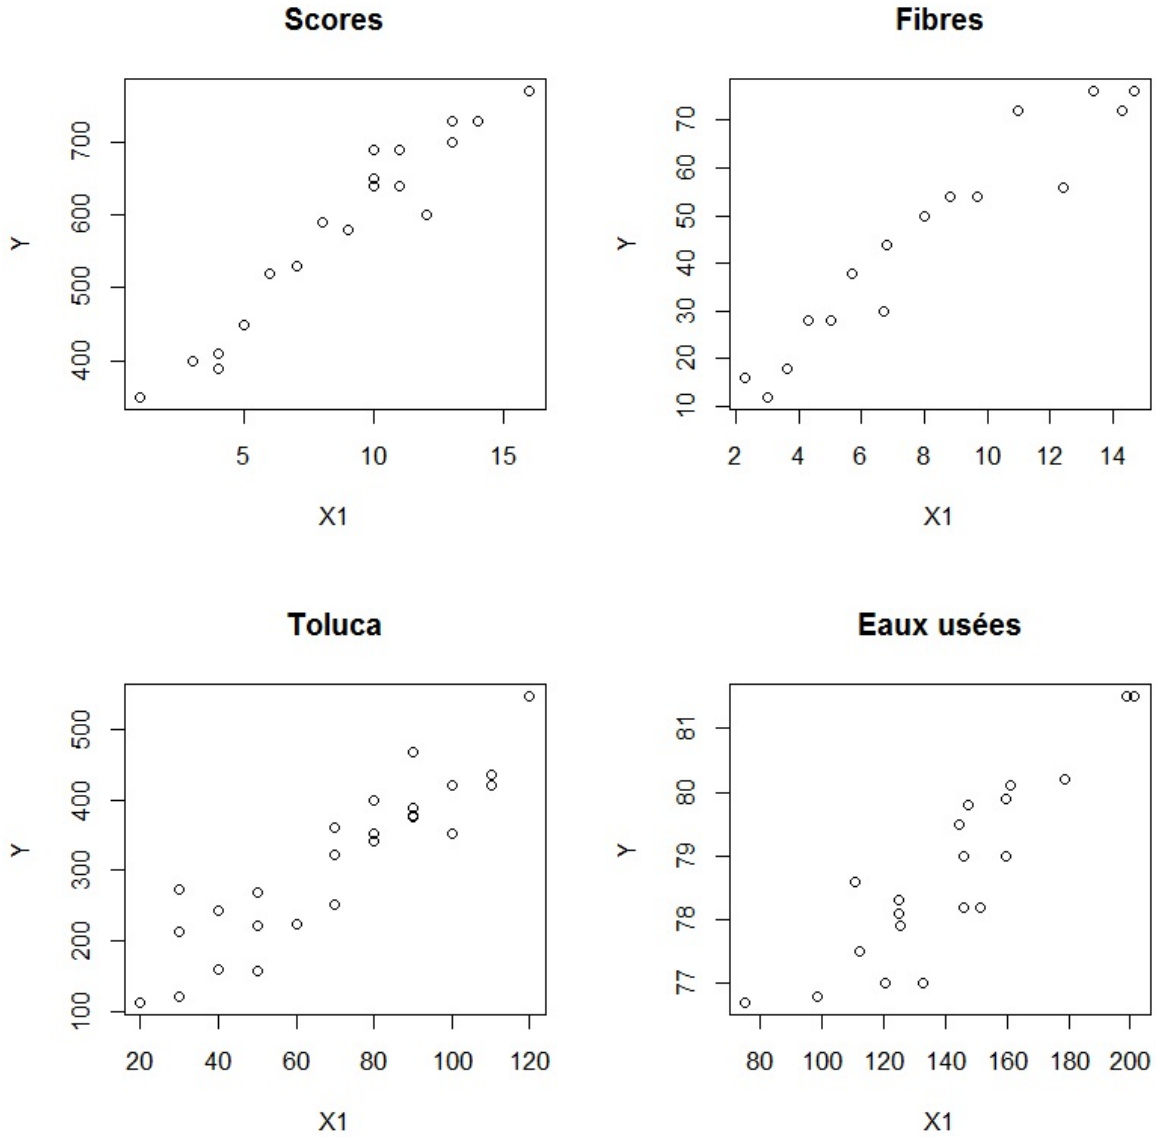 Scores
Y
400 500 600 700
5 10 15
X1
Fibres
Y
10 20 30 40 50 60 70
2 4 6 8 10 12 14
X1
Toluca
Y
100 200 300 400 500
20 40 60 80 100 120
X1
Eaux usées
Y
77 78 79 80 81
80 100 120 140 160 180 200
X1